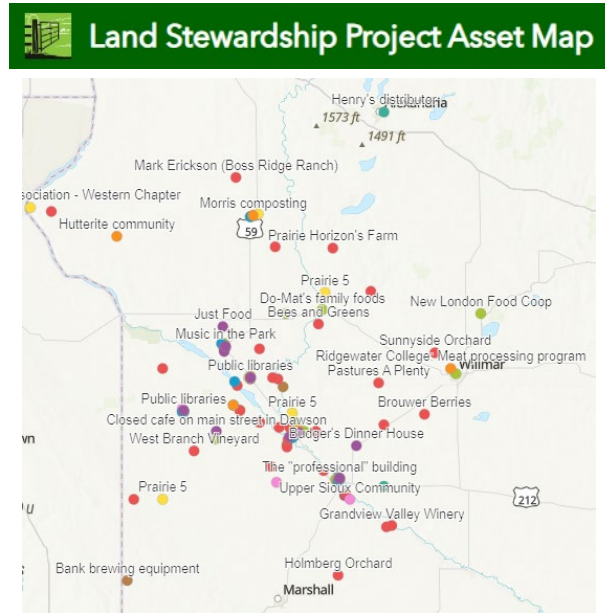 Land Stewardship Project Asset Map
Henry's distributor
1573 ft
1491 ft
Mark Erickson (Boss Ridge Ranch)
sociation - Western Chapter
Morris composting
Hutterite community
59
Prairie Horizon's Farm
Prairie 5
Do-Mat's family foods
New London Food Coop
Just Food
Bees and Greens
Music in the Park
Sunnyside Orchard
Ridgewater College - Meat processing program
Willmar
Public libraries
Pastures A Plenty
Public libraries
Prairie 5
Brouwer Berries
Closed cafe on main street in Dawson
West Branch Vineyard
Budger's Dinner House
wn
The "professional" building
Prairie 5
Upper Sioux Community
212
Grandview Valley Winery
Bank brewing equipment
Holmberg Orchard
Marshall